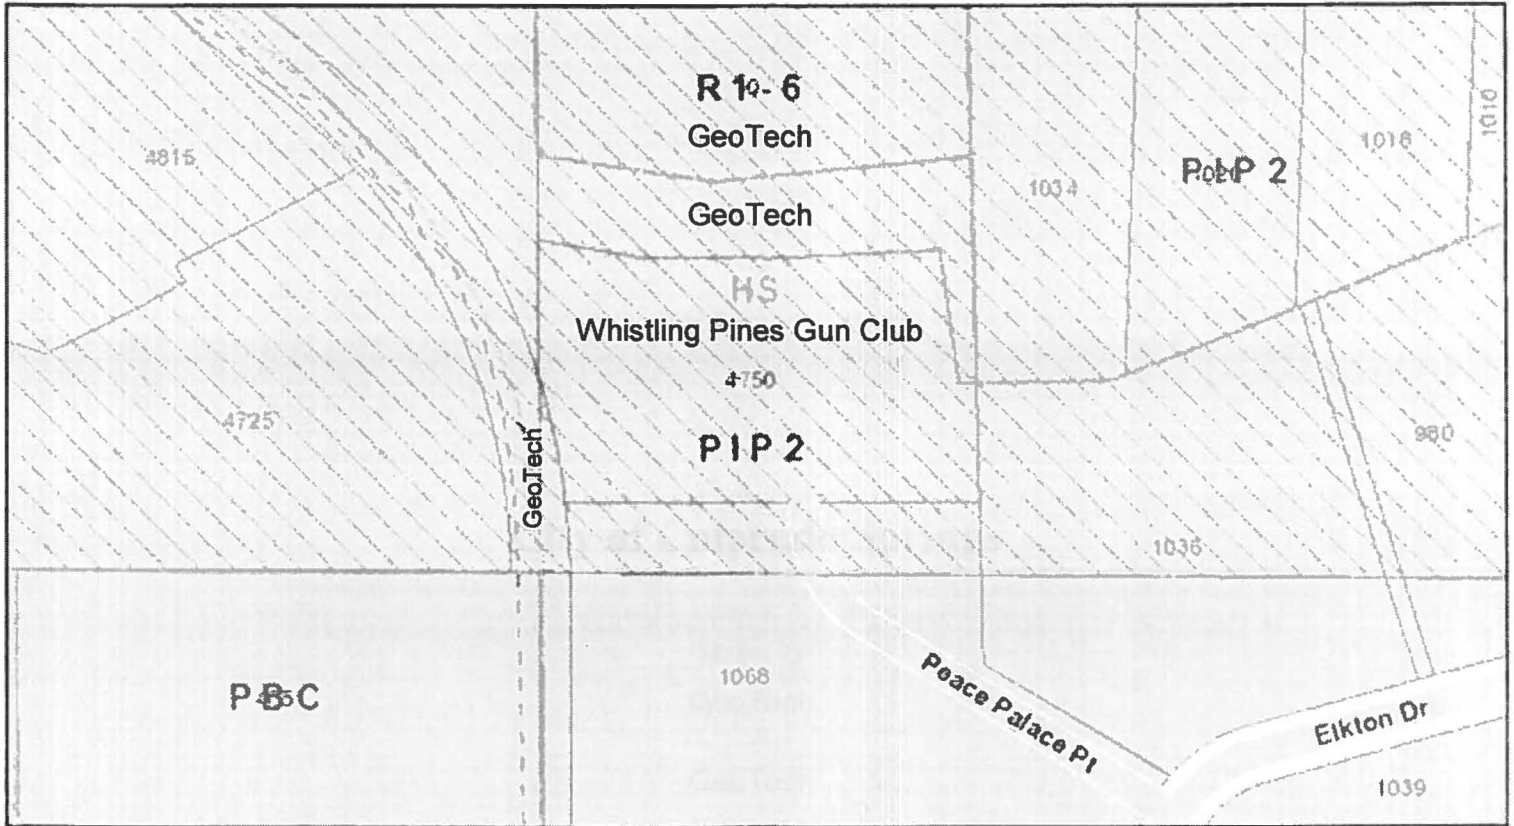 R 1 - 6
GeoTech
4815
1018
1010
P I P 2
1034
GeoTech
HS
Whistling Pines Gun Club
4750
4725
980
P I P 2
GeoTech
1036
1068
Peace Palace Pt
P B C
Elkton Dr
1039